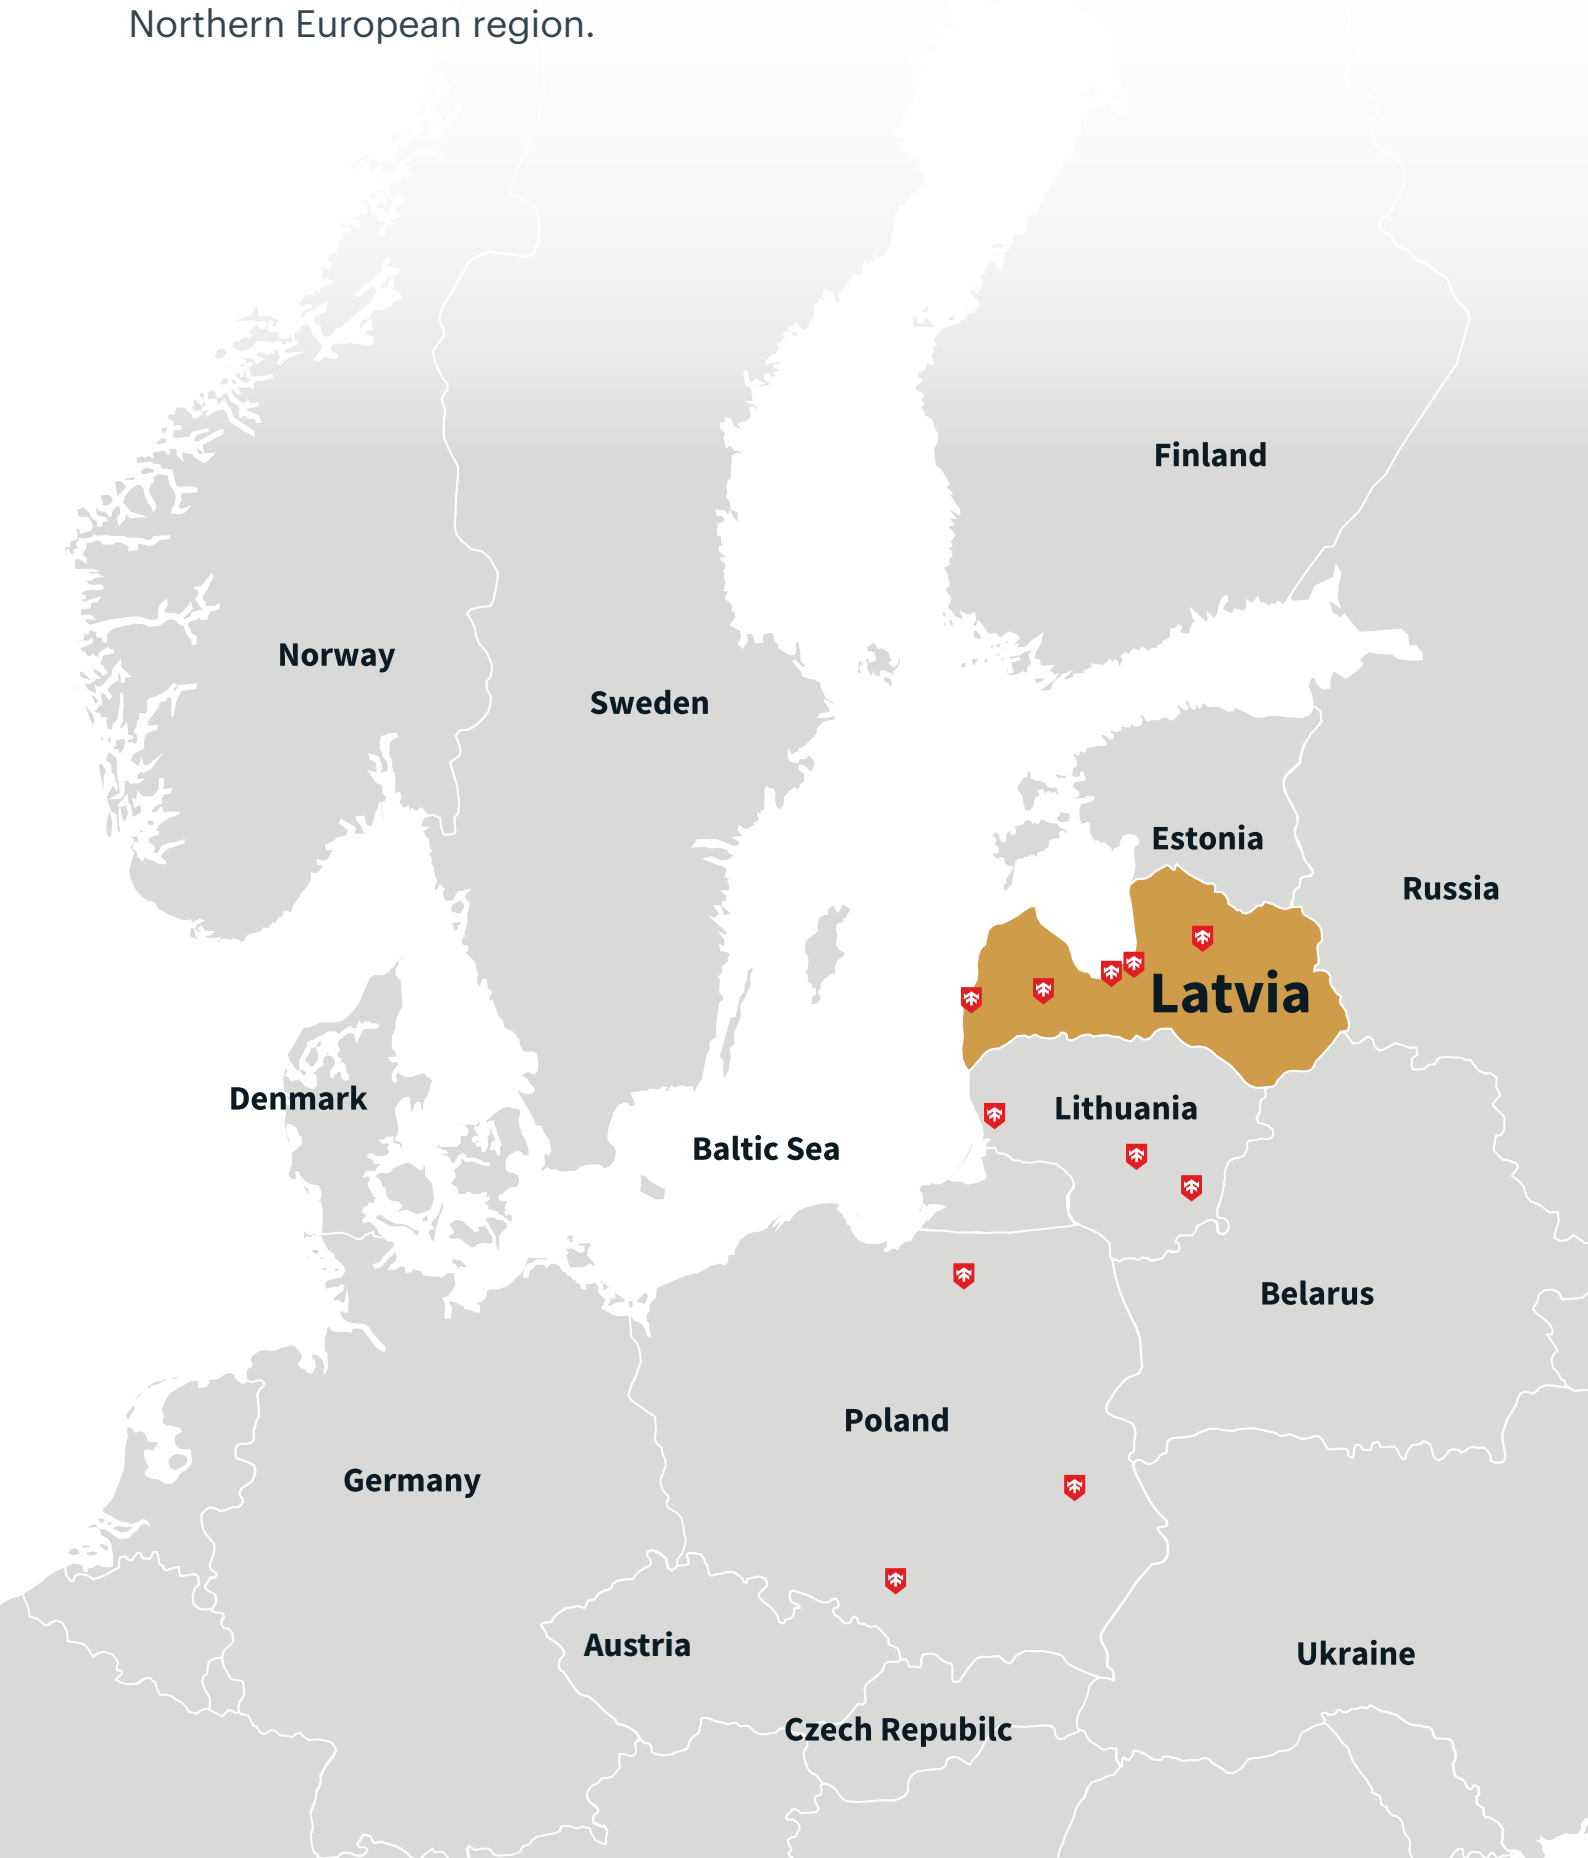 Northern European region.
Finland
Norway
Sweden
Estonia
Russia
Latvia
Denmark
Lithuania
Baltic Sea
Belarus
Poland
Germany
Austria
Ukraine
Czech Repubilc